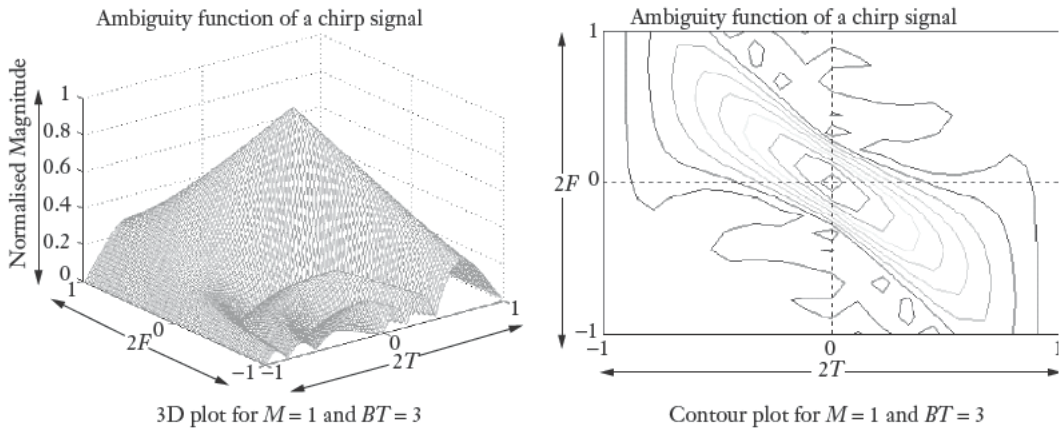 Ambiguity function of a chirp signal
Normalised Magnitude
1
0.8
0.6
0.4
0.2
0
1
0
−1
2F
−1
0
1
2T
3D plot for M = 1 and BT = 3
Ambiguity function of a chirp signal
1
2F
0
−1
−1
0
1
2T
Contour plot for M = 1 and BT = 3